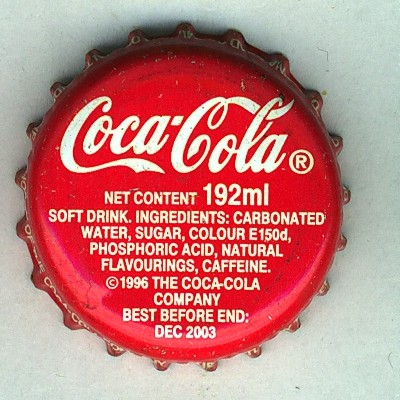 Coca-Cola®
NET CONTENT 192ml
SOFT DRINK. INGREDIENTS: CARBONATED
WATER, SUGAR, COLOUR E150d,
PHOSPHORIC ACID, NATURAL
FLAVOURINGS, CAFFEINE.
©1996 THE COCA-COLA
COMPANY
BEST BEFORE END:
DEC 2003